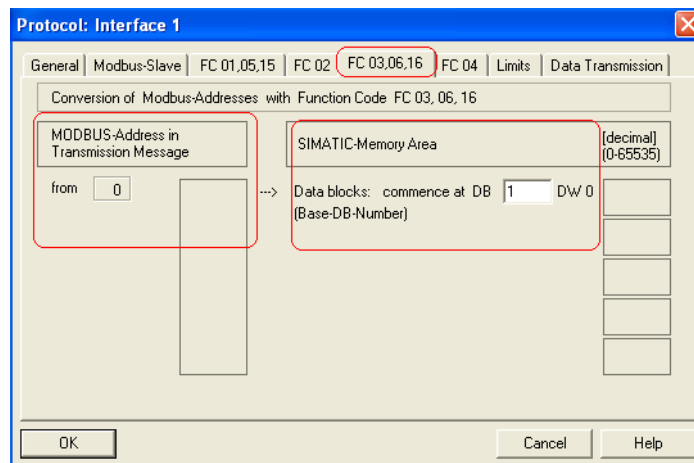 Protocol: Interface 1
General Modbus-Slave FC 01,05,15 FC 02 FC 03,06,16 FC 04 Limits Data Transmission
Conversion of Modbus-Addresses with Function Code FC 03, 06, 16
MODBUS-Address in
Transmission Message
SIMATIC-Memory Area
[decimal]
(0-65535)
from 0 ---> Data blocks: commence at DB 1 DW 0
(Base-DB-Number)
OK Cancel Help